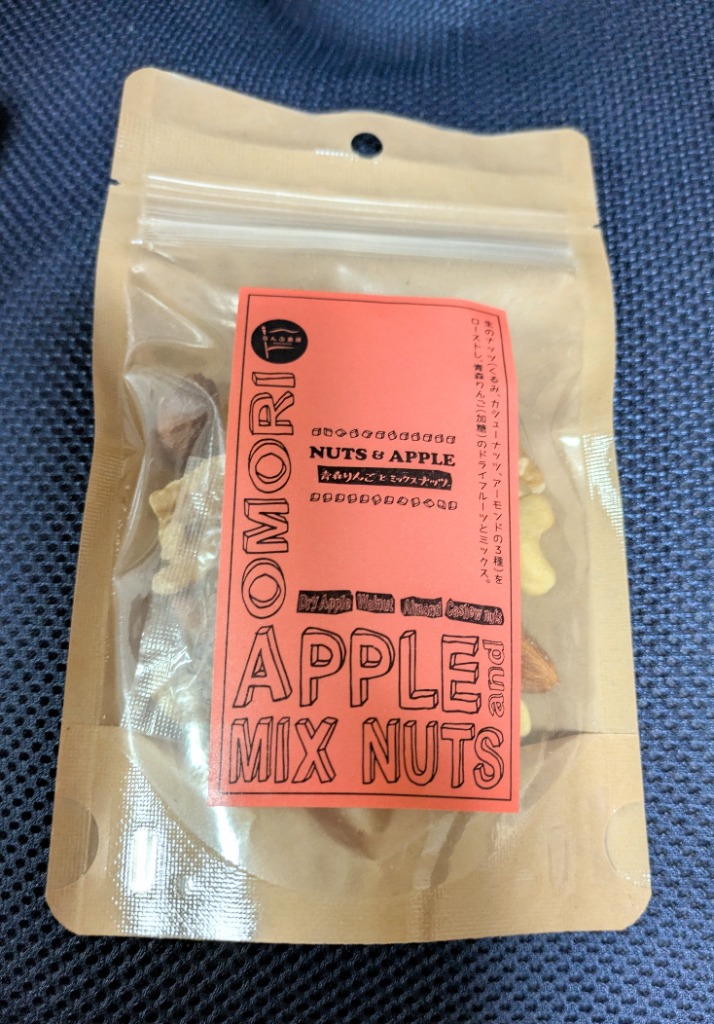 生のナッツ(くるみ、カシューナッツ、アーモンドの3種)を
ローストし、青森りんご(加糖)のドライフルーツとミックス。
NUTS & APPLE
青森りんごとミックスナッツ。
Dry Apple Walnut Almond Cashew nuts
AOMORI
APPLE and
MIX NUTS